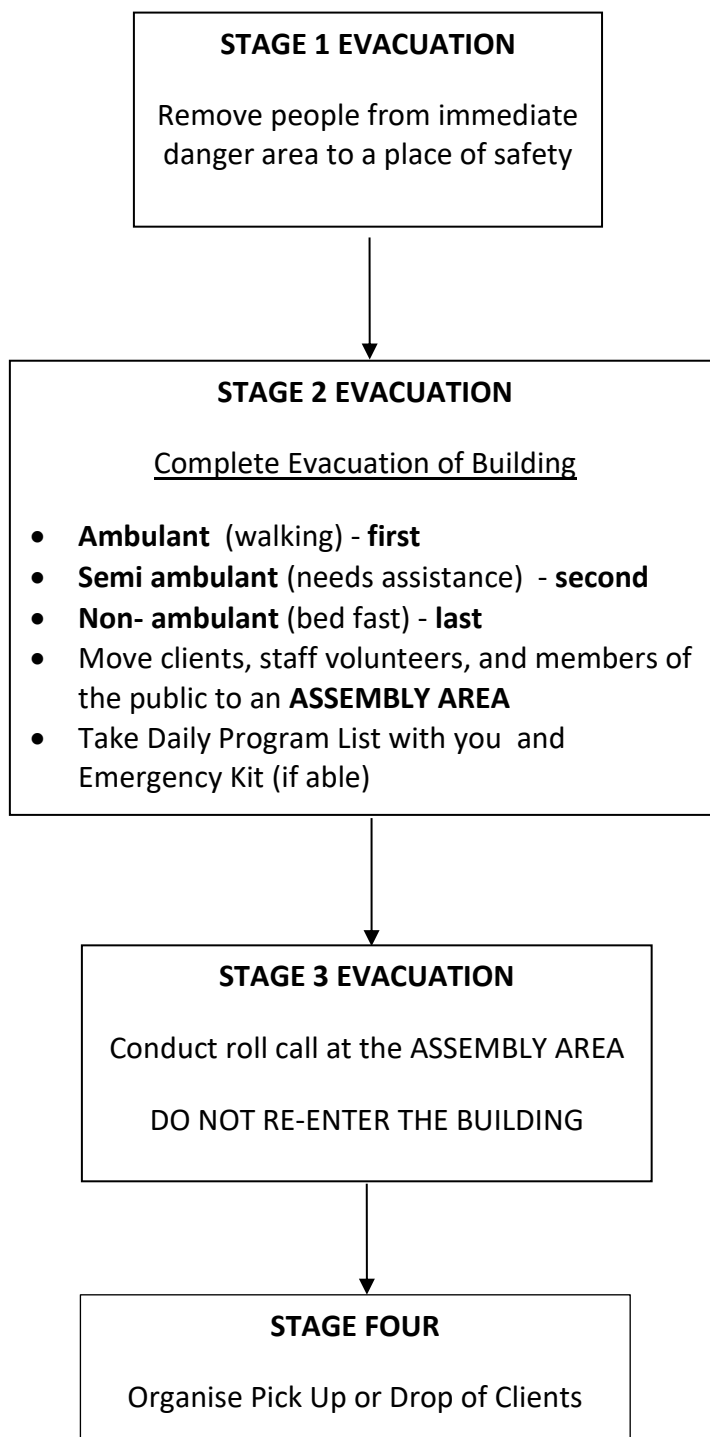 STAGE 1 EVACUATION
Remove people from immediate
danger area to a place of safety
STAGE 2 EVACUATION
Complete Evacuation of Building
• Ambulant (walking) - first
• Semi ambulant (needs assistance) - second
• Non- ambulant (bed fast) - last
• Move clients, staff volunteers, and members of
the public to an ASSEMBLY AREA
• Take Daily Program List with you and
Emergency Kit (if able)
STAGE 3 EVACUATION
Conduct roll call at the ASSEMBLY AREA
DO NOT RE-ENTER THE BUILDING
STAGE FOUR
Organise Pick Up or Drop of Clients